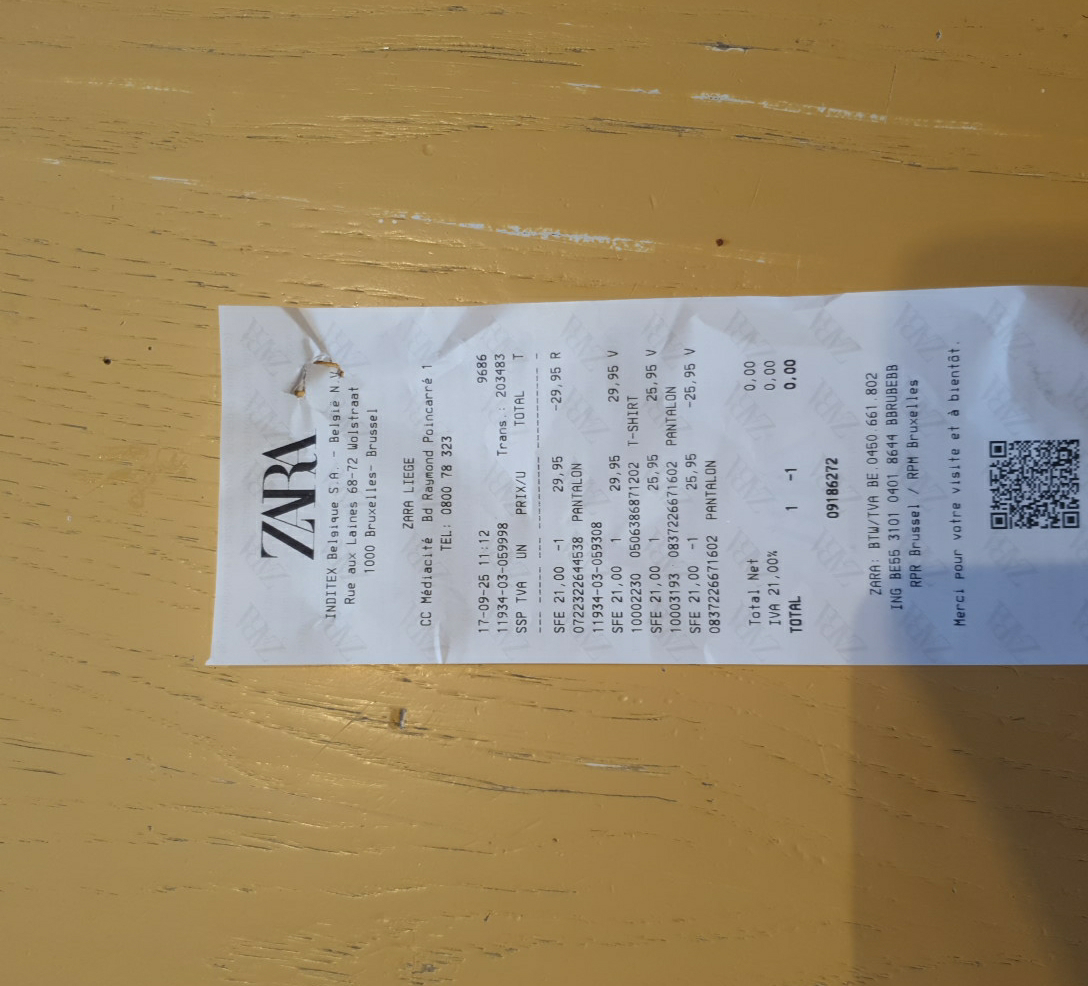 ZARA
INDITEX Belgique S.A. - België N.V.
Rue aux Laines 68-72 Wolstraat
1000 Bruxelles- Brussel
ZARA LIEGE
CC Médiacité Bd Raymond Poincarré 1
TEL: 0800 78 323
17-09-25 11:12 9686
11934-03-059998 Trans.: 203483
SSP TVA UN PRIX/U TOTAL T
SFE 21,00 -1 29,95 -29,95 R
0722322644538 PANTALON
11934-03-059308
SFE 21,00 1 29,95 29,95 V
10002230 0506386871202 T-SHIRT
SFE 21,00 1 25,95 25,95 V
10003193 08372266671602 PANTALON
SFE 21,00 -1 25,95 -25,95 V
08372266671602 PANTALON
Total Net 0,00
IVA 21,00% 0,00
TOTAL 1 -1 0,00
09186272
ZARA: BTW/TVA BE.0450.661.802
ING BE55 3101 0401 8644 BBRUBEBB
RPR Brussel / RPM Bruxelles
Merci pour votre visite et à bientôt.